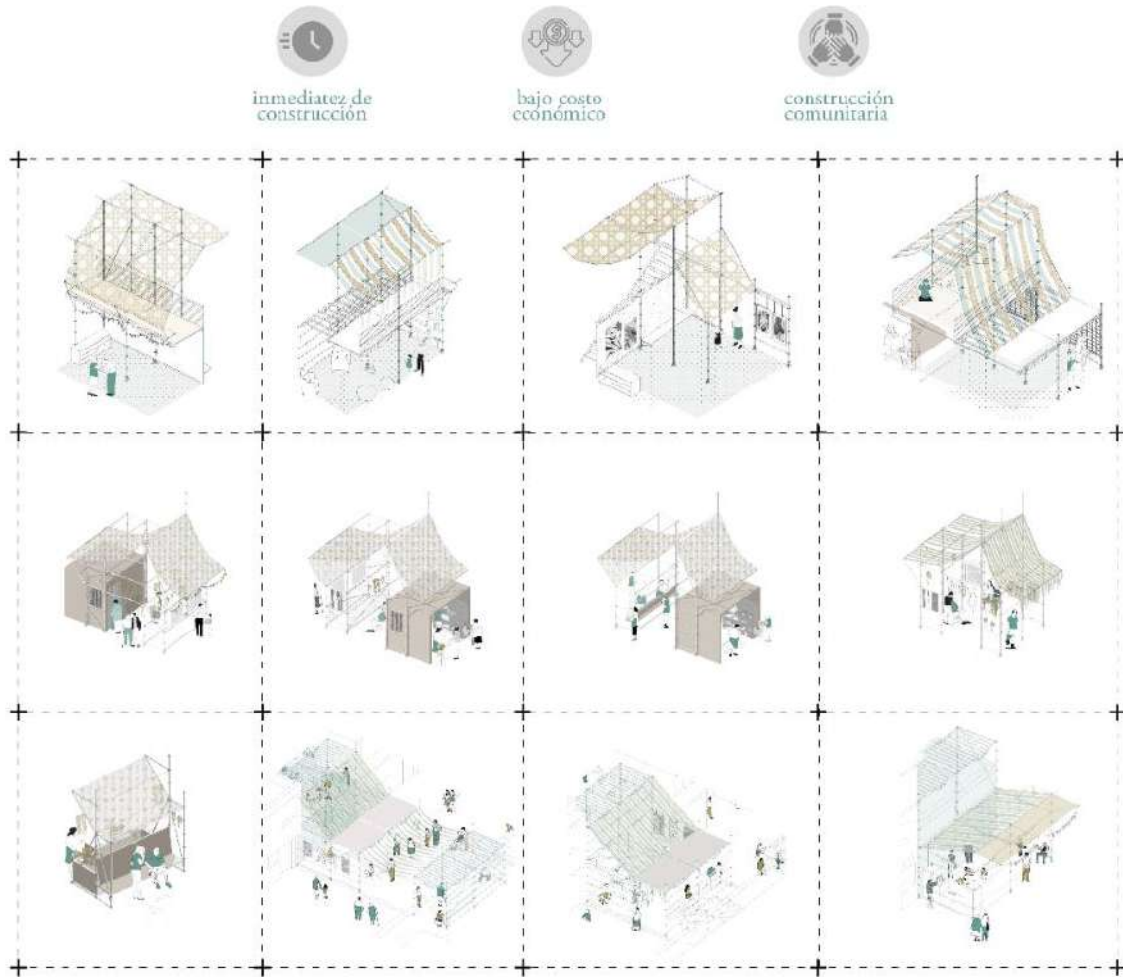 inmediatez de
construcción
bajo costo
económico
construcción
comunitaria